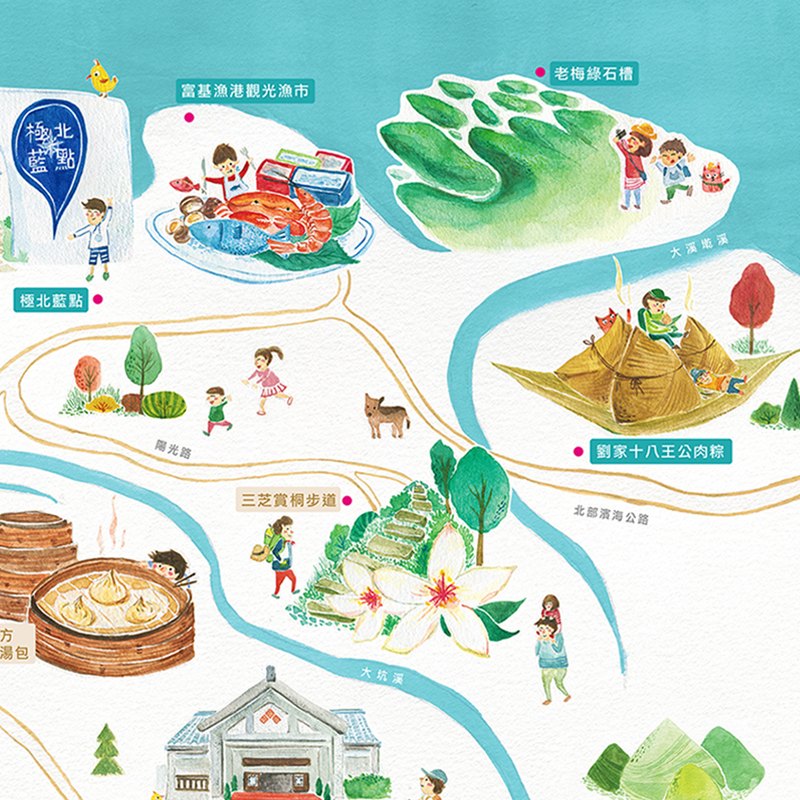 老梅綠石槽
富基漁港觀光漁市
極北
藍點
大溪墩溪
極北藍點
劉家十八王公肉粽
陽光路
三芝賞桐步道
北部濱海公路
方
湯包
大坑溪